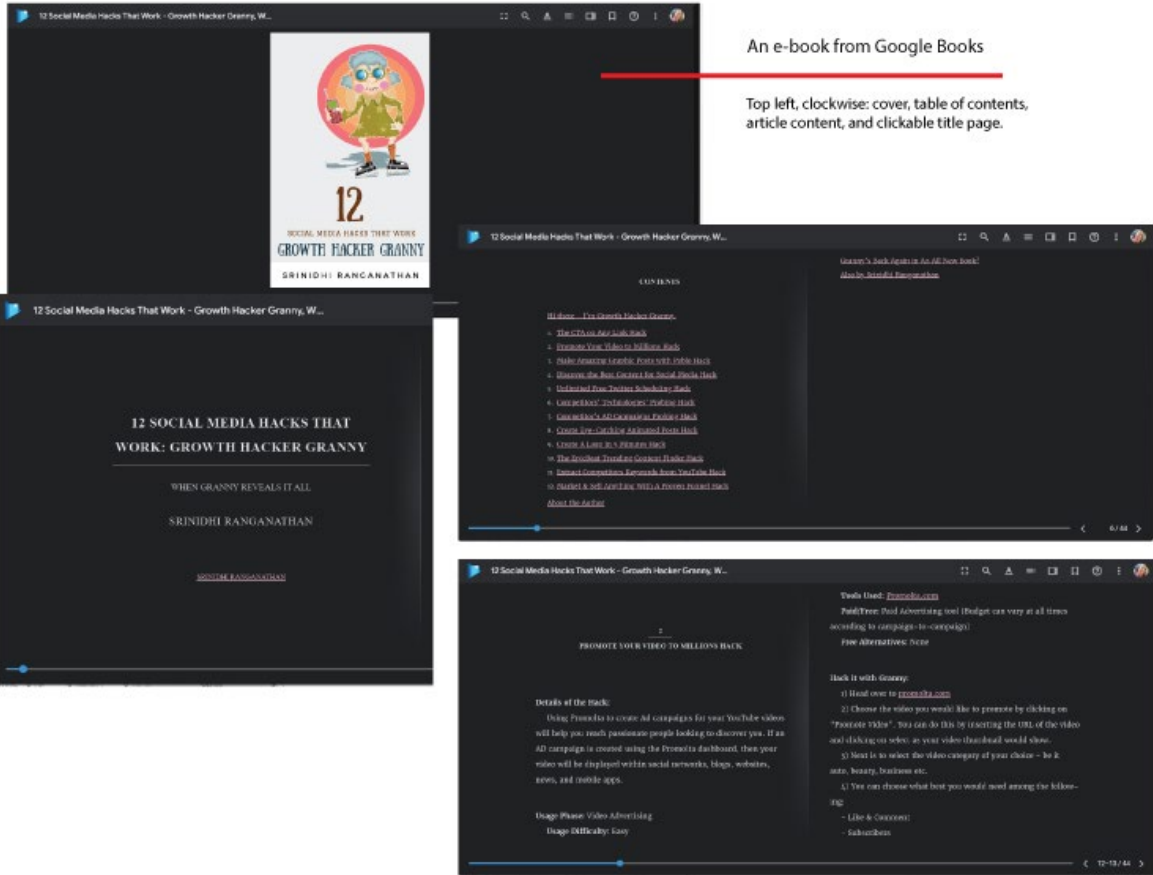 12 Social Media Hacks That Work - Growth Hacker Granny, W...
12
SOCIAL MEDIA HACKS THAT WORK
GROWTH HACKER GRANNY
SRINIDHI RANGANATHAN
An e-book from Google Books
Top left, clockwise: cover, table of contents,
article content, and clickable title page.
12 Social Media Hacks That Work - Growth Hacker Granny, W...
CONTENTS
Hi there... I'm Growth Hacker Granny.
1. The CTA on Any Link Hack
2. Promote Your Video to Millions Hack
3. Make Amazing Graphic Posts with Pablo Hack
4. Discover the Best Content for Social Media Hack
5. Unlimited Free Twitter Scheduling Hack
6. Competitors' Technologies' Probing Hack
7. Competitor's AD Campaigns Probing Hack
8. Create Eye-Catching Animated Posts Hack
9. Create A Logo in 5 Minutes Hack
10. The EpicBeat Trending Content Finder Hack
11. Extract Competitors Keywords from YouTube Hack
12. Market & Sell Anything With A Proven Funnel Hack
About the Author
Granny's Back Again in An All New Book!
Also by Srinidhi Ranganathan
6 / 44
12 Social Media Hacks That Work - Growth Hacker Granny, W...
12 SOCIAL MEDIA HACKS THAT
WORK: GROWTH HACKER GRANNY
WHEN GRANNY REVEALS IT ALL
SRINIDHI RANGANATHAN
SRINIDHI RANGANATHAN
12 Social Media Hacks That Work - Growth Hacker Granny, W...
2
PROMOTE YOUR VIDEO TO MILLIONS HACK
Details of the Hack:
Using Promolta to create Ad campaigns for your YouTube videos
will help you reach passionate people looking to discover you. If an
AD campaign is created using the Promolta dashboard, then your
video will be displayed within social networks, blogs, websites,
news, and mobile apps.
Usage Phase: Video Advertising
Usage Difficulty: Easy
Tools Used: Promolta.com
Paid/Free: Paid Advertising tool (Budget can vary at all times
according to campaign-to-campaign)
Free Alternatives: None
Hack it with Granny:
1) Head over to promolta.com
2) Choose the video you would like to promote by clicking on
"Promote Video". You can do this by inserting the URL of the video
and clicking on select as your video thumbnail would show.
3) Next is to select the video category of your choice – be it
auto, beauty, business etc.
4) You can choose what best you would need among the follow-
ing:
- Like & Comment
- Subscribers
12-13 / 44